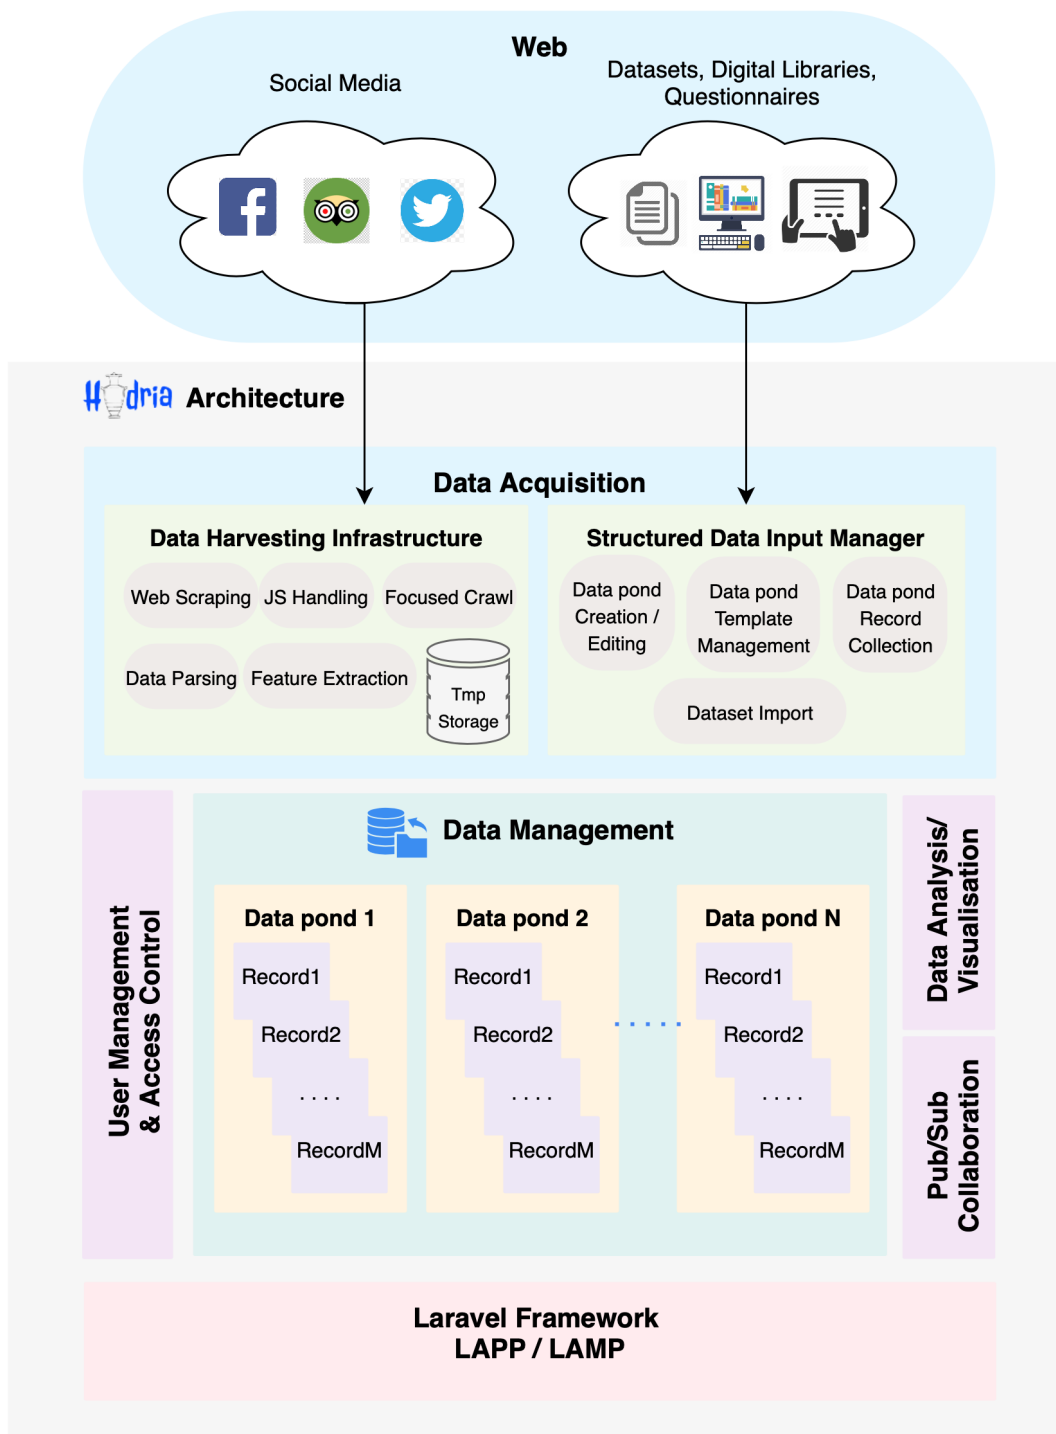 Web
Social Media
Datasets, Digital Libraries,
Questionnaires
Hydria Architecture
Data Acquisition
Data Harvesting Infrastructure
Web Scraping
JS Handling
Focused Crawl
Data Parsing
Feature Extraction
Tmp
Storage
Structured Data Input Manager
Data pond
Creation /
Editing
Data pond
Template
Management
Data pond
Record
Collection
Dataset Import
User Management
& Access Control
Data Management
Data pond 1
Record1
Record2
. . . .
RecordM
Data pond 2
Record1
Record2
. . . .
RecordM
. . . . .
Data pond N
Record1
Record2
. . . .
RecordM
Data Analysis/
Visualisation
Pub/Sub
Collaboration
Laravel Framework
LAPP / LAMP